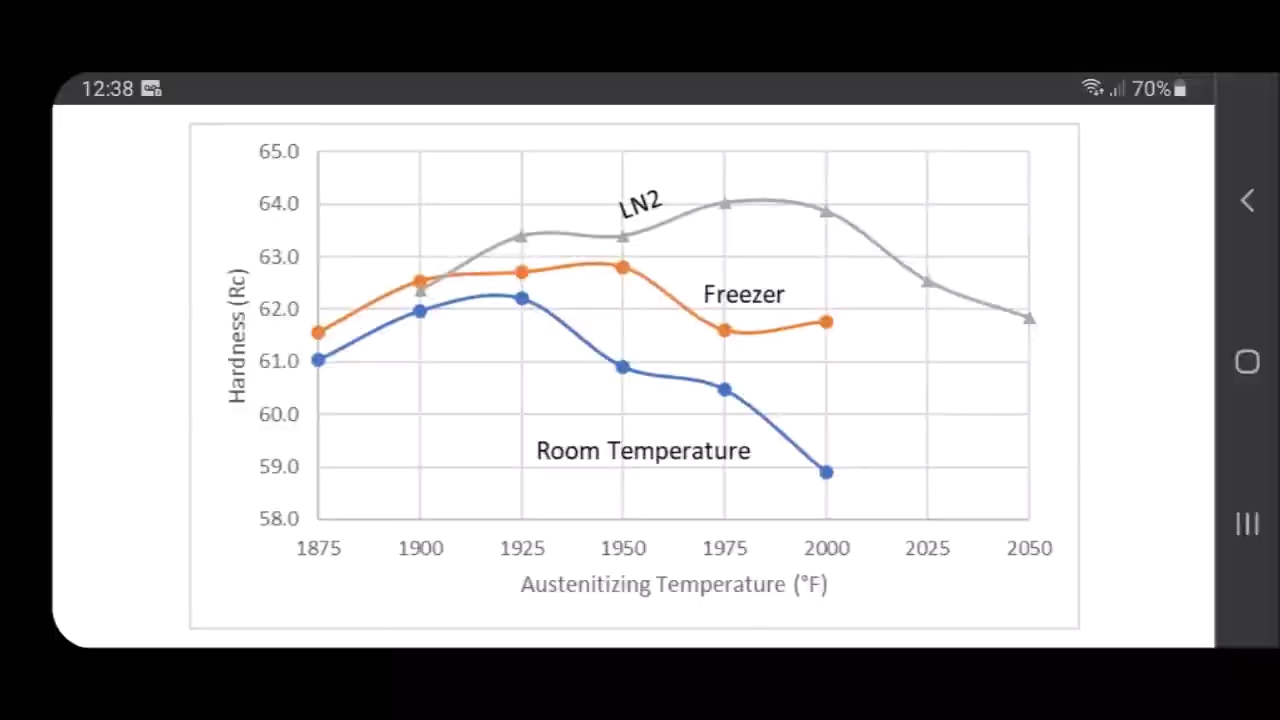 12:38 70%
65.0
64.0
63.0
62.0
61.0
60.0
59.0
58.0
Hardness (Rc)
LN2
Freezer
Room Temperature
1875 1900 1925 1950 1975 2000 2025 2050
Austenitizing Temperature (°F)